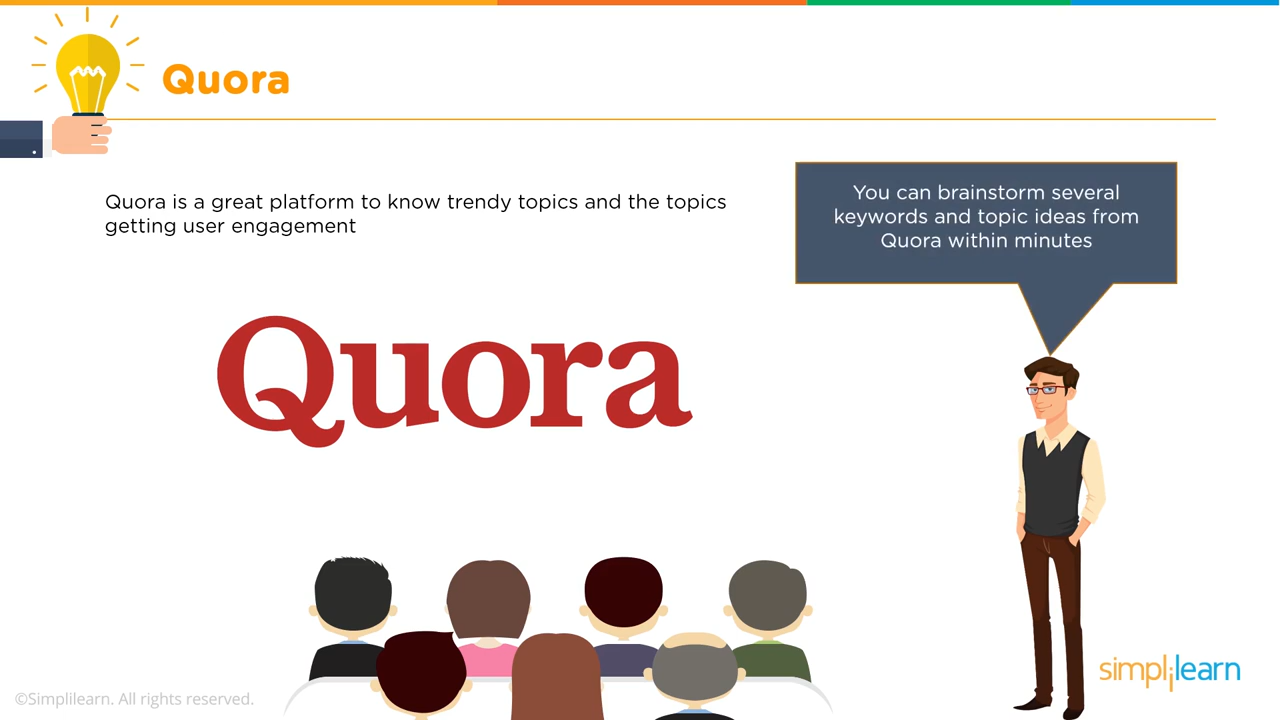 Quora
Quora is a great platform to know trendy topics and the topics
getting user engagement
You can brainstorm several
keywords and topic ideas from
Quora within minutes
Quora
simplilearn
©Simplilearn. All rights reserved.